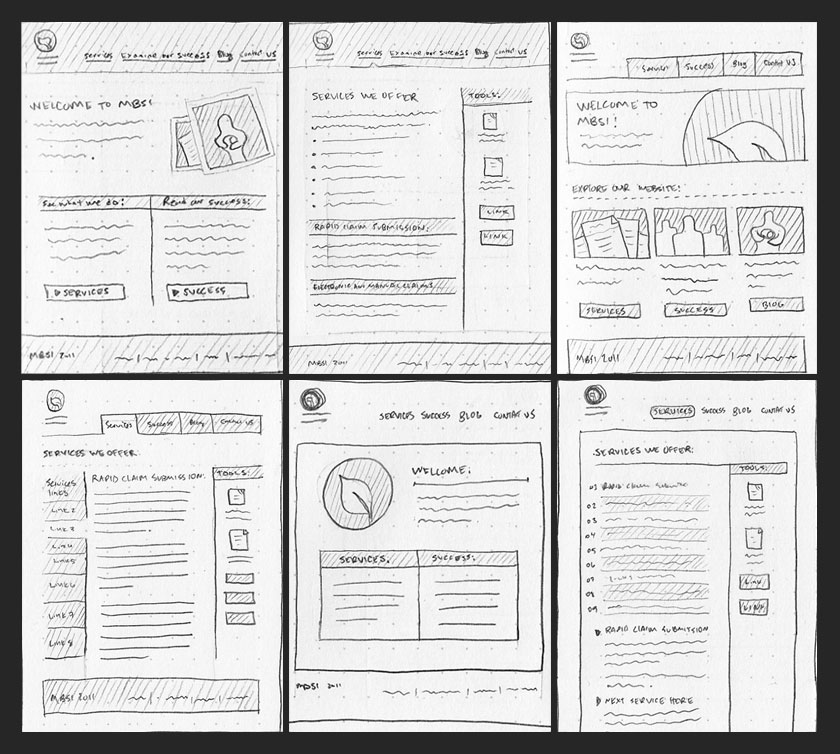 Services Examine our Success Blog Contact US
WELCOME TO MBSI
See what we do:
Read our Success:
SERVICES
SUCCESS
MBSI 2011
Services Examine our Success Blog Contact US
SERVICES WE OFFER
TOOLS:
LINK
LINK
RAPID CLAIM SUBMISSION:
ELECTRONIC AND MANUAL CLAIMS
MBSI 2011
Services Success Blog Contact US
WELCOME TO
MBSI!
EXPLORE OUR WEBSITE!
SERVICES
SUCCESS
BLOG
MBSI 2011
Services Success Blog Contact US
SERVICES WE OFFER
Services
links
Link 2
Link 3
Link 4
Link 5
Link 6
Link 7
Link 8
RAPID CLAIM SUBMISSION:
TOOLS:
MBSI 2011
SERVICES SUCCESS BLOG CONTACT US
WELCOME:
SERVICES.
SUCCESS:
MBSI 2011
SERVICES SUCCESS BLOG CONTACT US
SERVICES WE OFFER:
TOOLS:
01 RAPID CLAIM
02
03
04
05
06
07
08
09
LINK
LINK
RAPID CLAIM SUBMISSION
NEXT SERVICE HERE